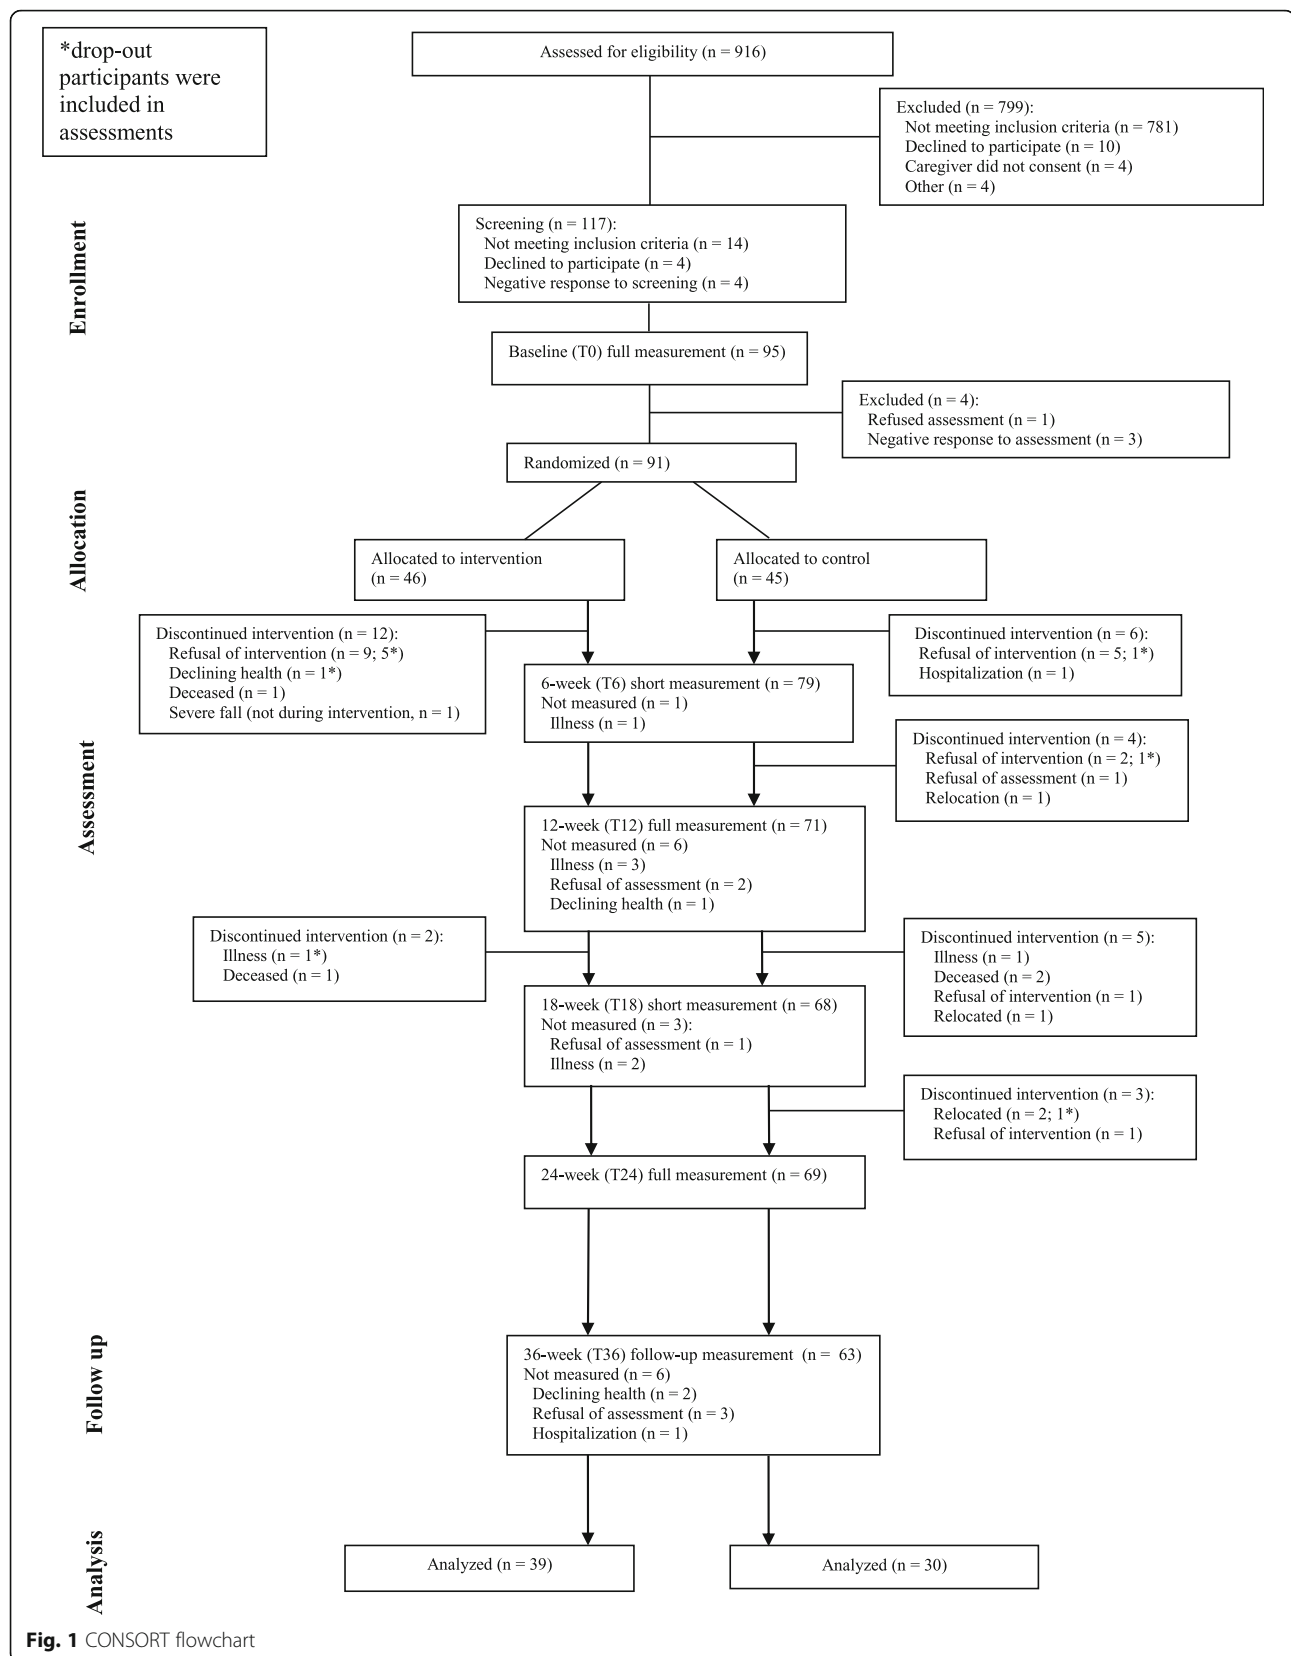 *drop-out
participants were
included in
assessments
Assessed for eligibility (n = 916)
Excluded (n = 799):
Not meeting inclusion criteria (n = 781)
Declined to participate (n = 10)
Caregiver did not consent (n = 4)
Other (n = 4)
Enrollment
Screening (n = 117):
Not meeting inclusion criteria (n = 14)
Declined to participate (n = 4)
Negative response to screening (n = 4)
Baseline (T0) full measurement (n = 95)
Excluded (n = 4):
Refused assessment (n = 1)
Negative response to assessment (n = 3)
Randomized (n = 91)
Allocation
Allocated to intervention
(n = 46)
Allocated to control
(n = 45)
Discontinued intervention (n = 12):
Refusal of intervention (n = 9; 5*)
Declining health (n = 1*)
Deceased (n = 1)
Severe fall (not during intervention, n = 1)
Discontinued intervention (n = 6):
Refusal of intervention (n = 5; 1*)
Hospitalization (n = 1)
6-week (T6) short measurement (n = 79)
Not measured (n = 1)
Illness (n = 1)
Assessment
Discontinued intervention (n = 4):
Refusal of intervention (n = 2; 1*)
Refusal of assessment (n = 1)
Relocation (n = 1)
12-week (T12) full measurement (n = 71)
Not measured (n = 6)
Illness (n = 3)
Refusal of assessment (n = 2)
Declining health (n = 1)
Discontinued intervention (n = 2):
Illness (n = 1*)
Deceased (n = 1)
Discontinued intervention (n = 5):
Illness (n = 1)
Deceased (n = 2)
Refusal of intervention (n = 1)
Relocated (n = 1)
18-week (T18) short measurement (n = 68)
Not measured (n = 3):
Refusal of assessment (n = 1)
Illness (n = 2)
Discontinued intervention (n = 3):
Relocated (n = 2; 1*)
Refusal of intervention (n = 1)
24-week (T24) full measurement (n = 69)
Follow up
36-week (T36) follow-up measurement (n = 63)
Not measured (n = 6)
Declining health (n = 2)
Refusal of assessment (n = 3)
Hospitalization (n = 1)
Analysis
Analyzed (n = 39)
Analyzed (n = 30)
Fig. 1 CONSORT flowchart